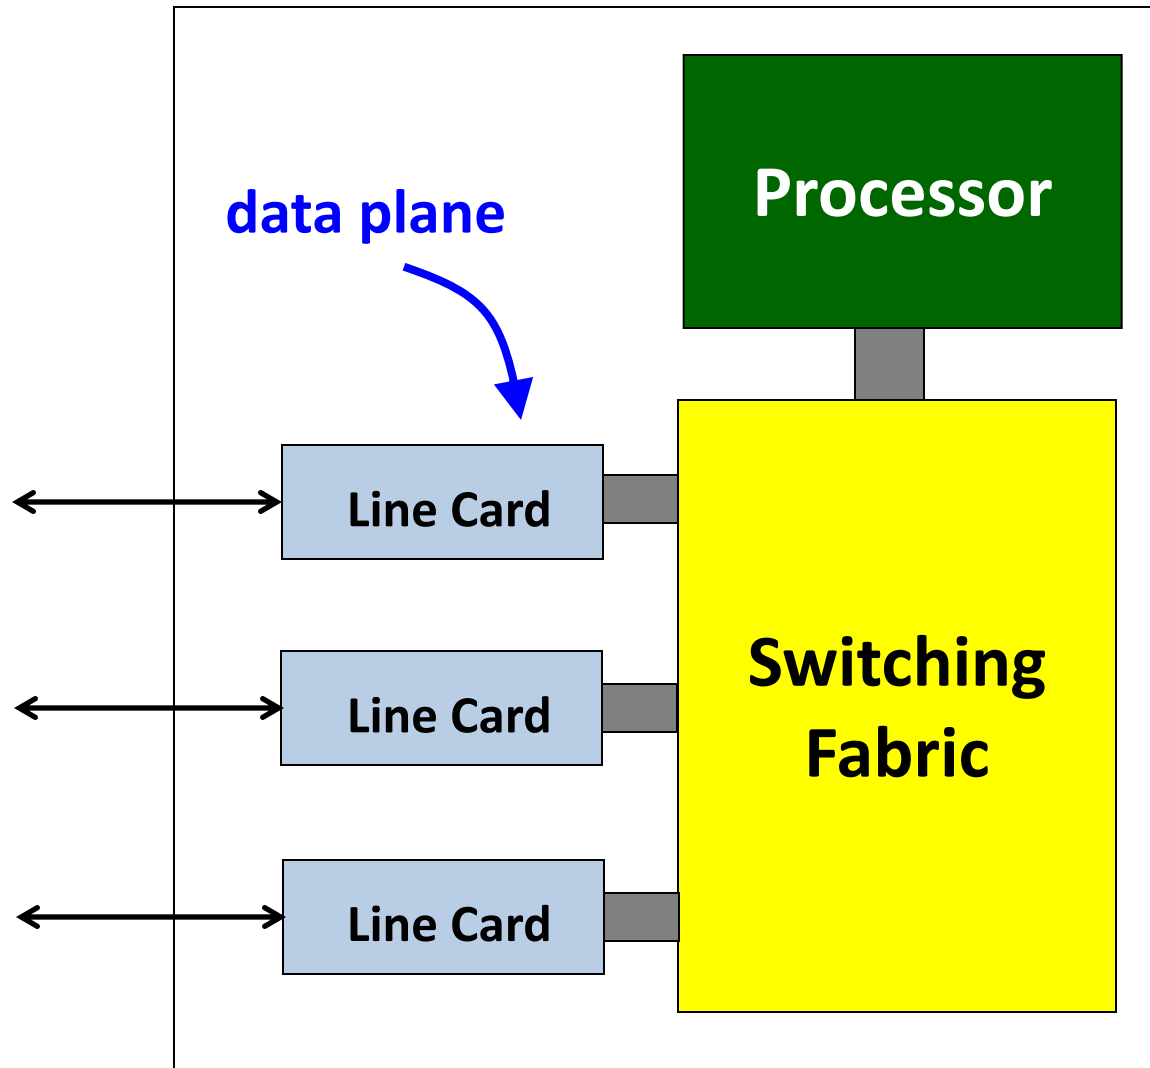 Processor
data plane
Line Card
Line Card
Switching
Fabric
Line Card